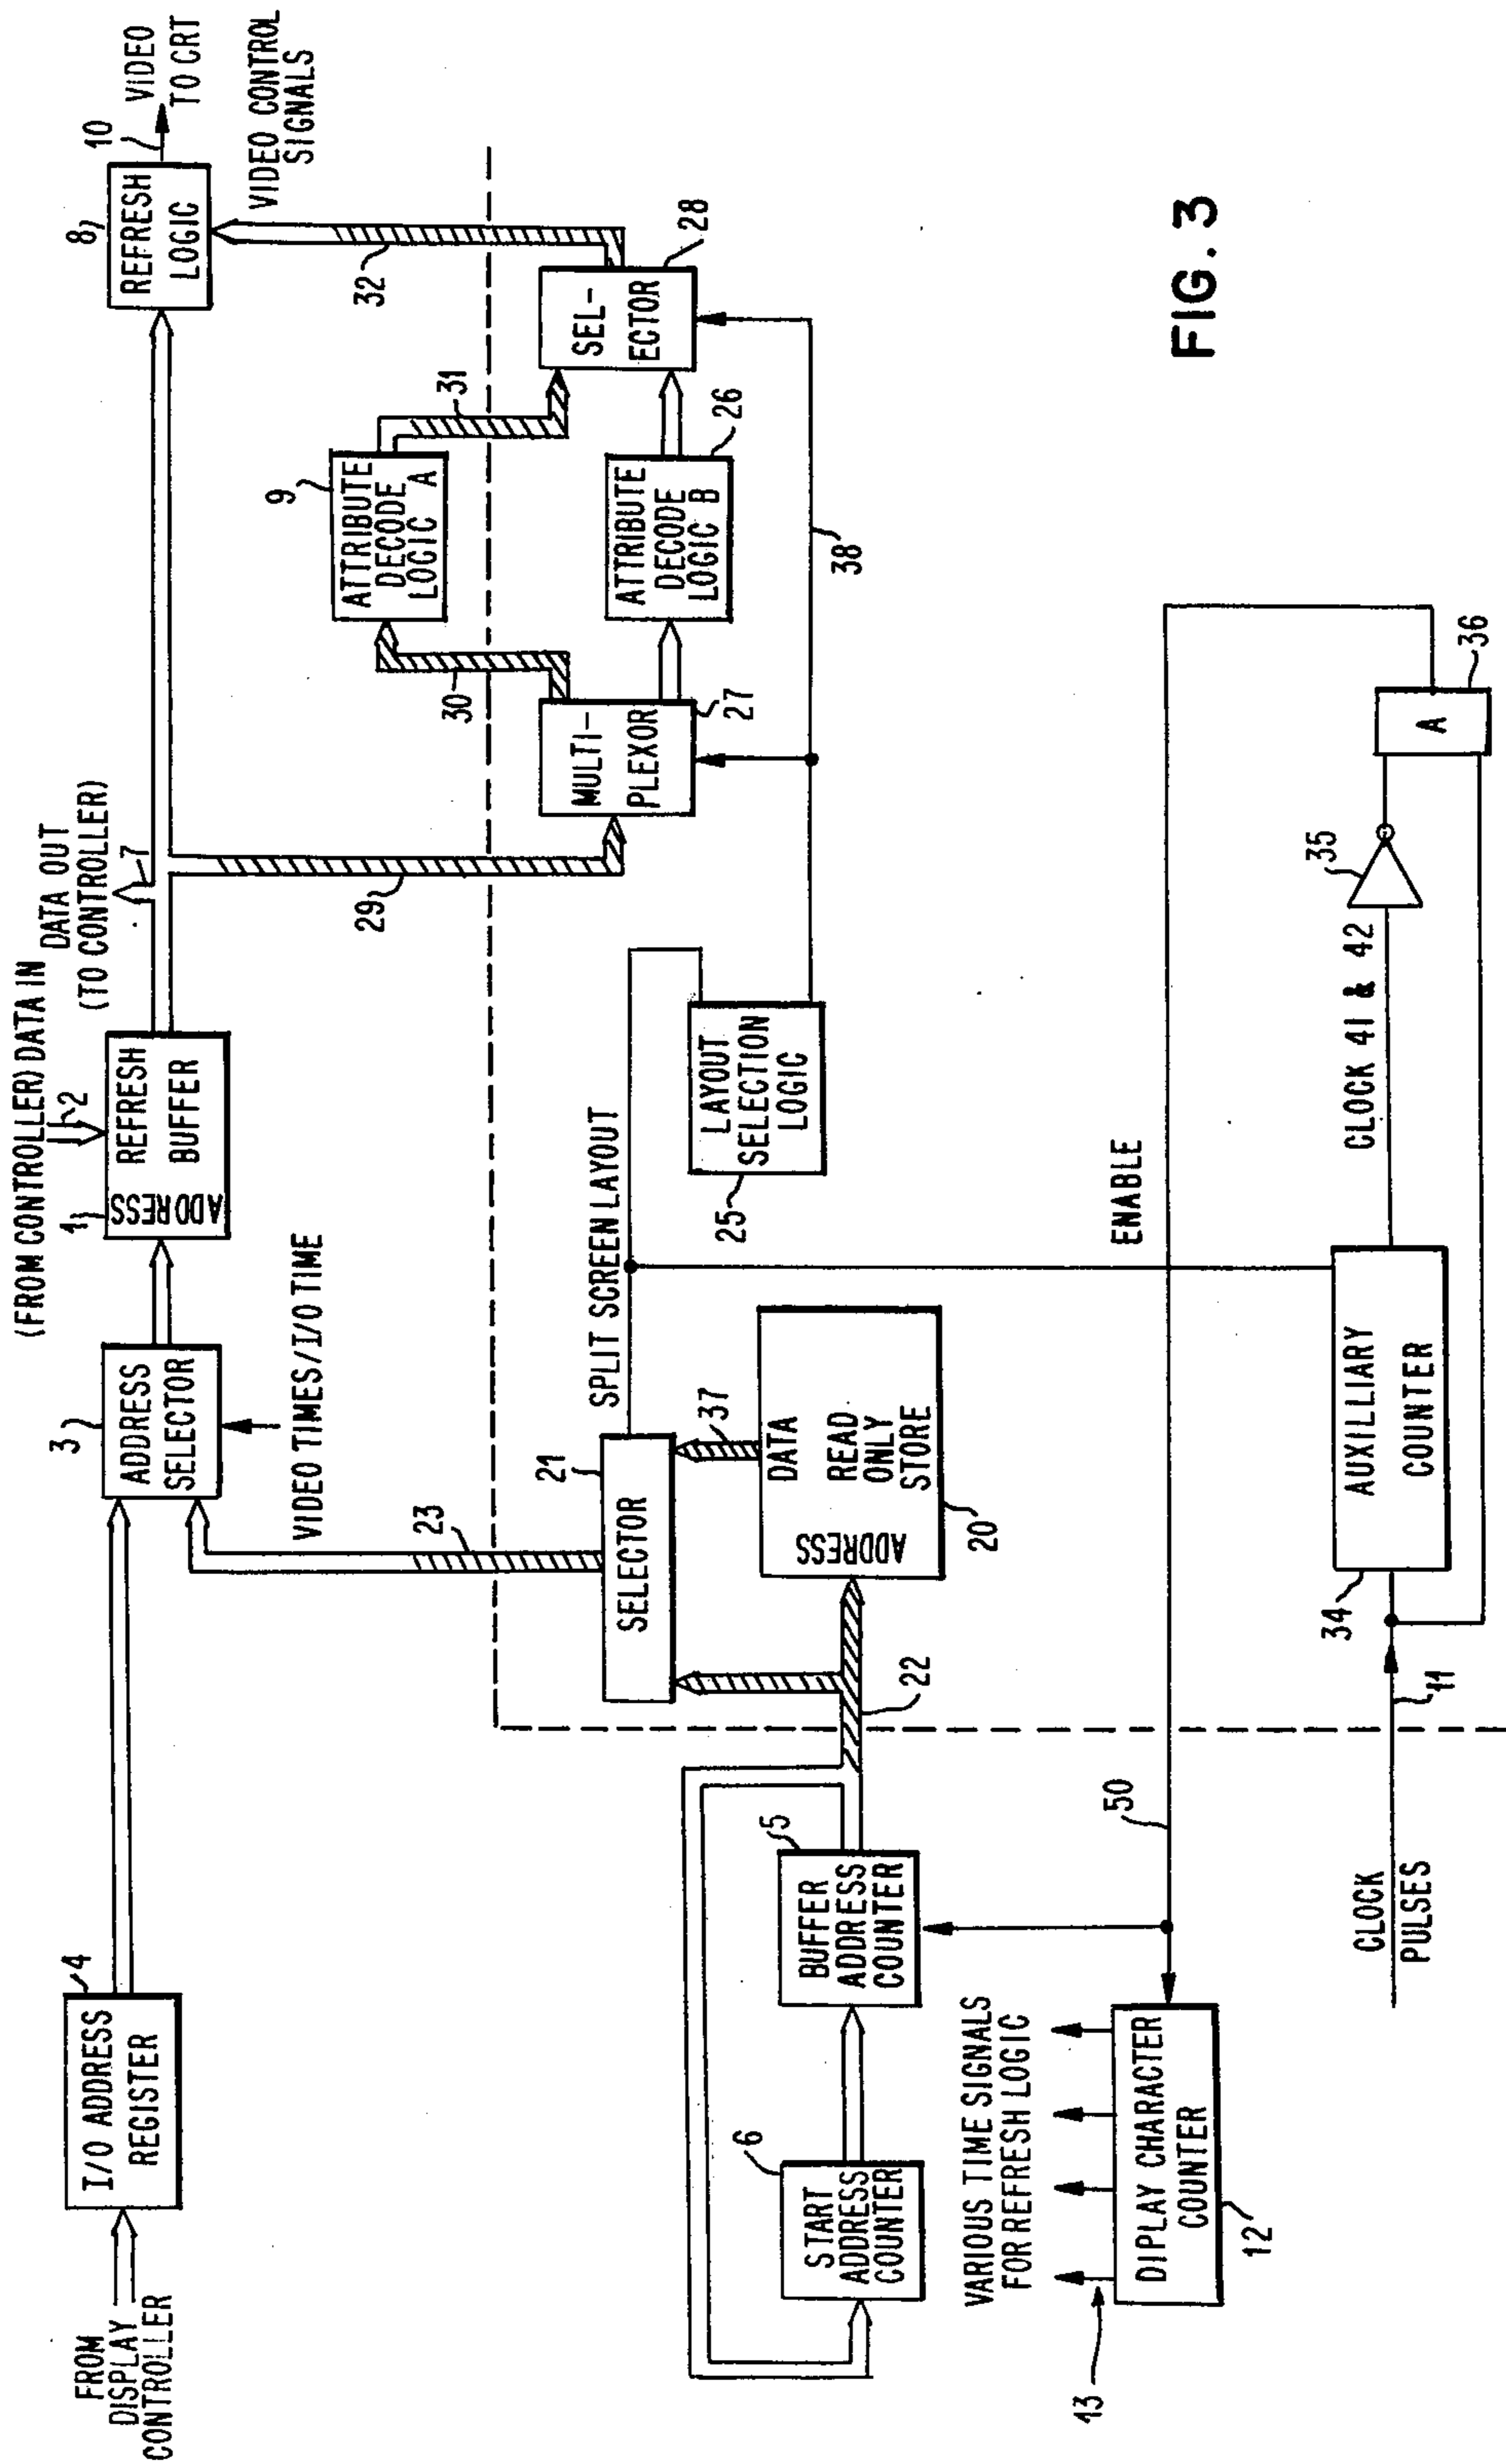 FROM
DISPLAY
CONTROLLER
I/O ADDRESS
REGISTER
4
3
ADDRESS
SELECTOR
VIDEO TIMES/I/O TIME
(FROM CONTROLLER) DATA IN
2
1
ADDRESS
REFRESH
BUFFER
DATA OUT
(TO CONTROLLER)
7
8
REFRESH
LOGIC
10
VIDEO
TO CRT
VIDEO CONTROL
SIGNALS
32
9
ATTRIBUTE
DECODE
LOGIC A
31
30
29
MULTI-
PLEXOR
27
ATTRIBUTE
DECODE
LOGIC B
26
SEL-
ECTOR
28
38
23
21
SELECTOR
SPLIT SCREEN LAYOUT
37
DATA
ADDRESS
READ
ONLY
STORE
20
LAYOUT
SELECTION
LOGIC
25
22
6
START
ADDRESS
COUNTER
5
BUFFER
ADDRESS
COUNTER
50
ENABLE
VARIOUS TIME SIGNALS
FOR REFRESH LOGIC
13
DIPLAY CHARACTER
COUNTER
12
CLOCK
PULSES
11
34
AUXILLIARY
COUNTER
CLOCK 41 & 42
35
A
36
FIG. 3